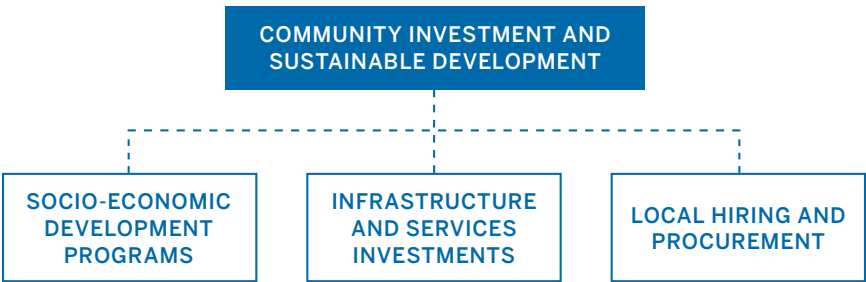 COMMUNITY INVESTMENT AND
SUSTAINABLE DEVELOPMENT
SOCIO-ECONOMIC
DEVELOPMENT
PROGRAMS
INFRASTRUCTURE
AND SERVICES
INVESTMENTS
LOCAL HIRING AND
PROCUREMENT